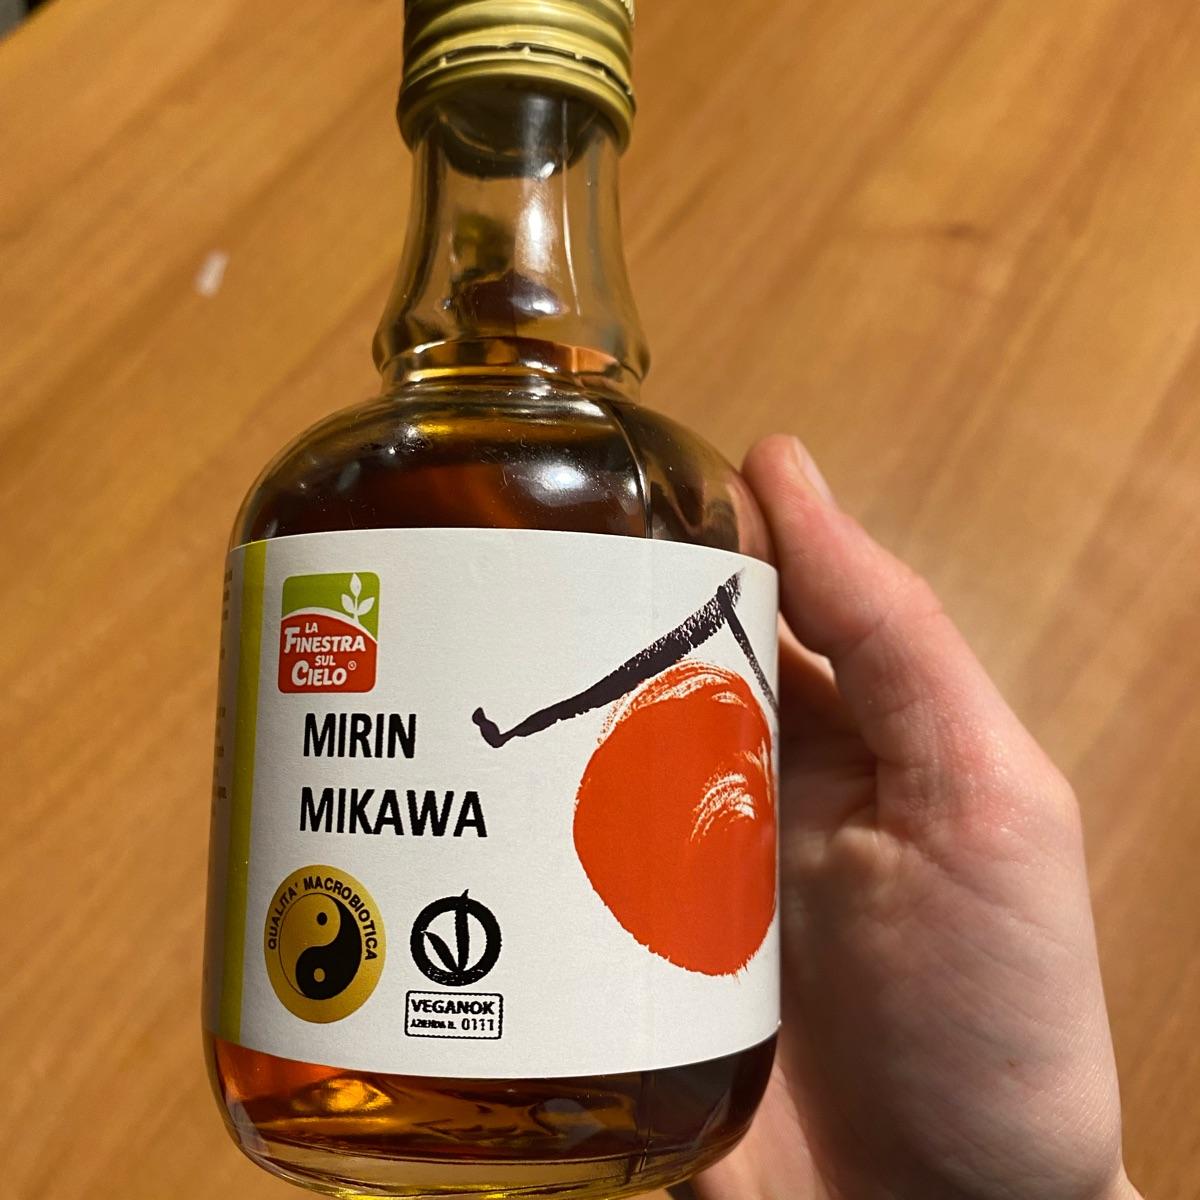 LA
FINESTRA
SUL
CIELO
MIRIN
MIKAWA
QUALITA' MACROBIOTICA
VEGANOK
AZIENDA N. 0111